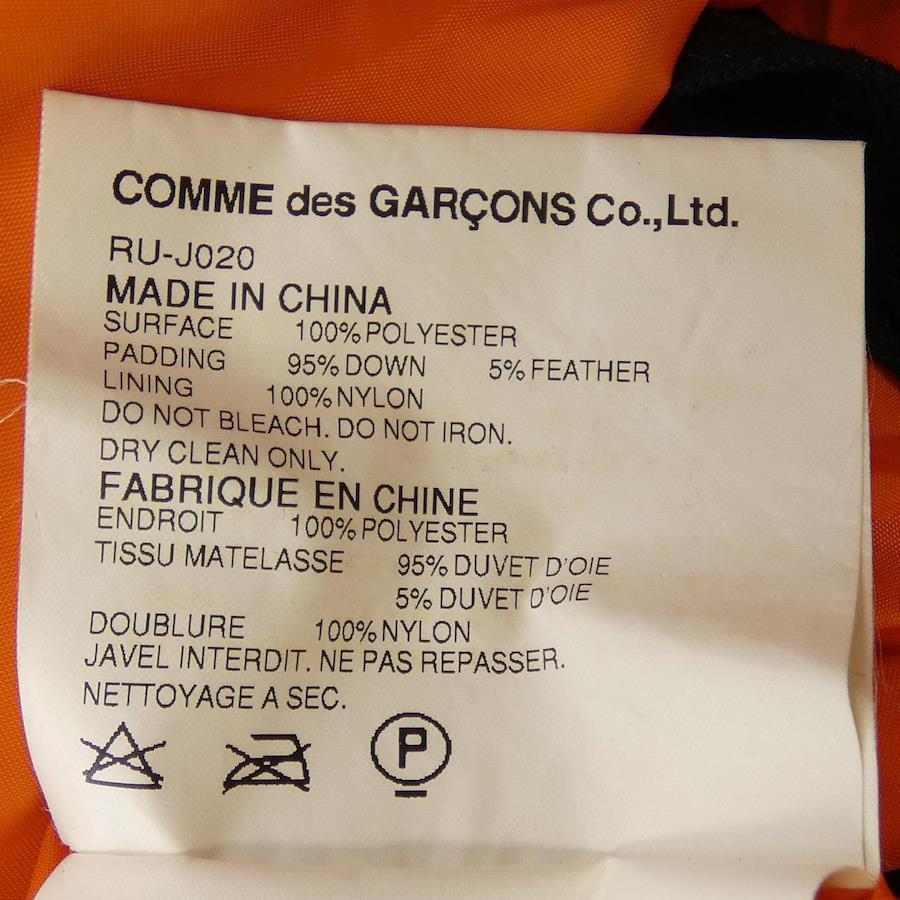 COMME des GARÇONS Co.,Ltd.
RU-J020
MADE IN CHINA
SURFACE 100% POLYESTER
PADDING 95% DOWN 5% FEATHER
LINING 100% NYLON
DO NOT BLEACH. DO NOT IRON.
DRY CLEAN ONLY.
FABRIQUE EN CHINE
ENDROIT 100% POLYESTER
TISSU MATELASSE 95% DUVET D'OIE
5% DUVET D'OIE
DOUBLURE 100% NYLON
JAVEL INTERDIT. NE PAS REPASSER.
NETTOYAGE A SEC.
P